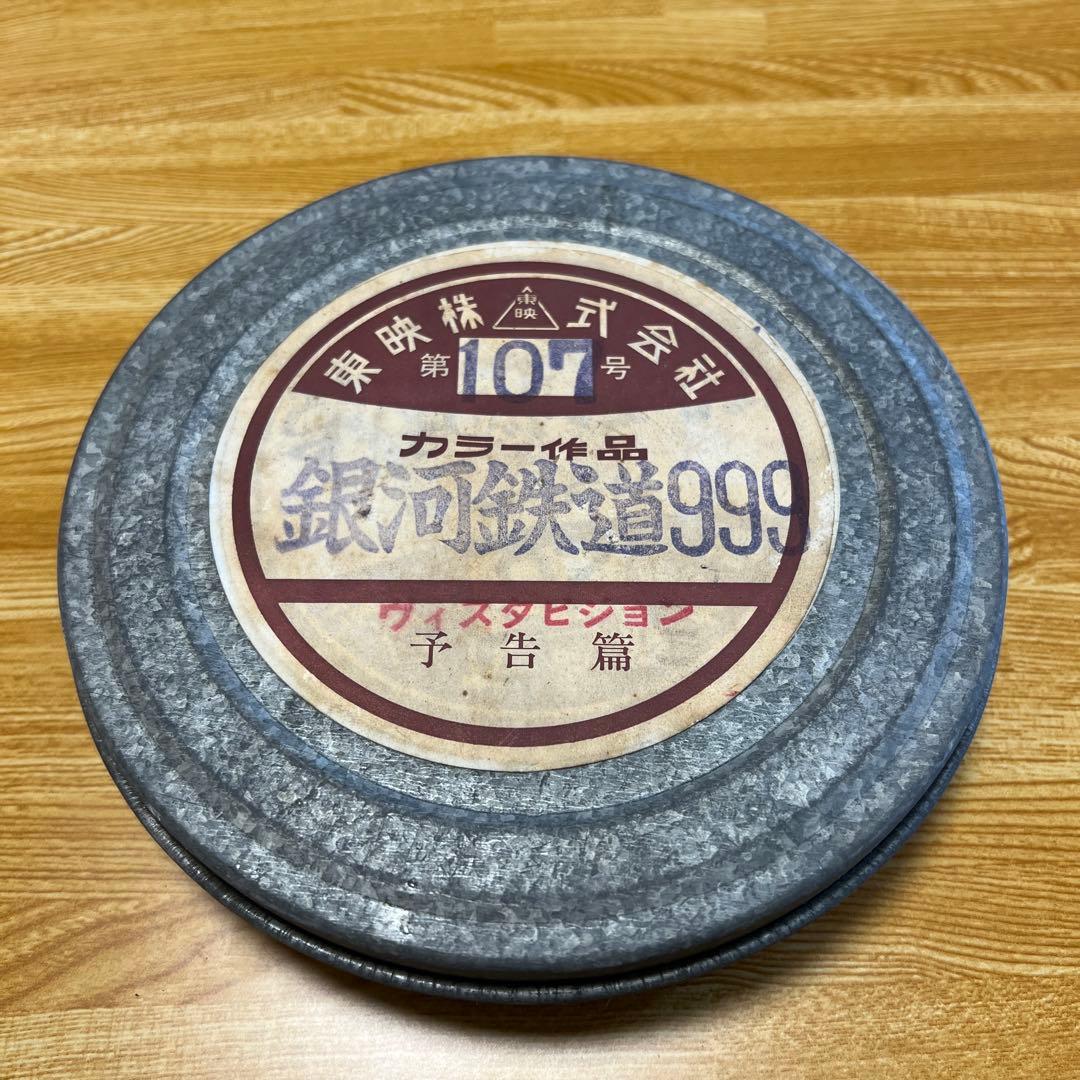 東映株式会社
東映
第107号
カラー作品
銀河鉄道999
ヴィスタビジョン
予告篇